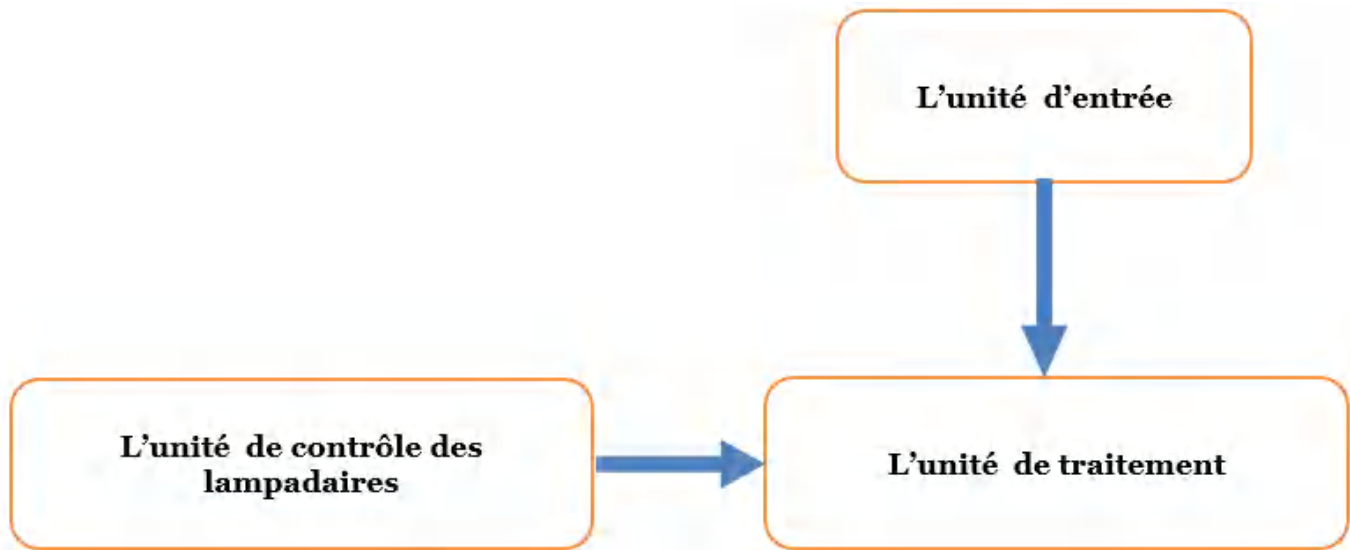 L’unité d’entrée
L’unité de contrôle des
lampadaires
L’unité de traitement